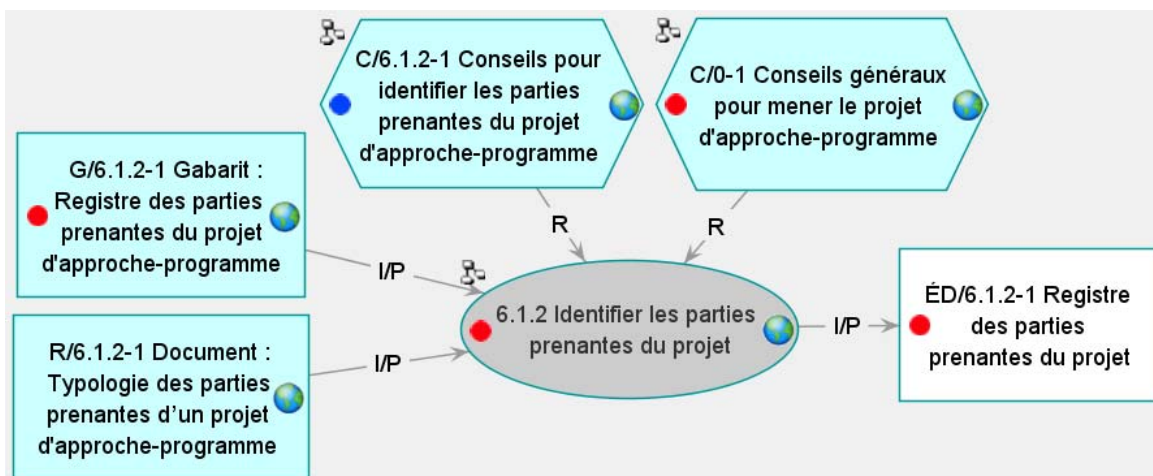 C/6.1.2-1 Conseils pour
identifier les parties
prenantes du projet
d'approche-programme
C/0-1 Conseils généraux
pour mener le projet
d'approche-programme
G/6.1.2-1 Gabarit :
Registre des parties
prenantes du projet
d'approche-programme
R
R
I/P
6.1.2 Identifier les parties
prenantes du projet
I/P
ÉD/6.1.2-1 Registre
des parties
prenantes du projet
R/6.1.2-1 Document :
Typologie des parties
prenantes d’un projet
d'approche-programme
I/P